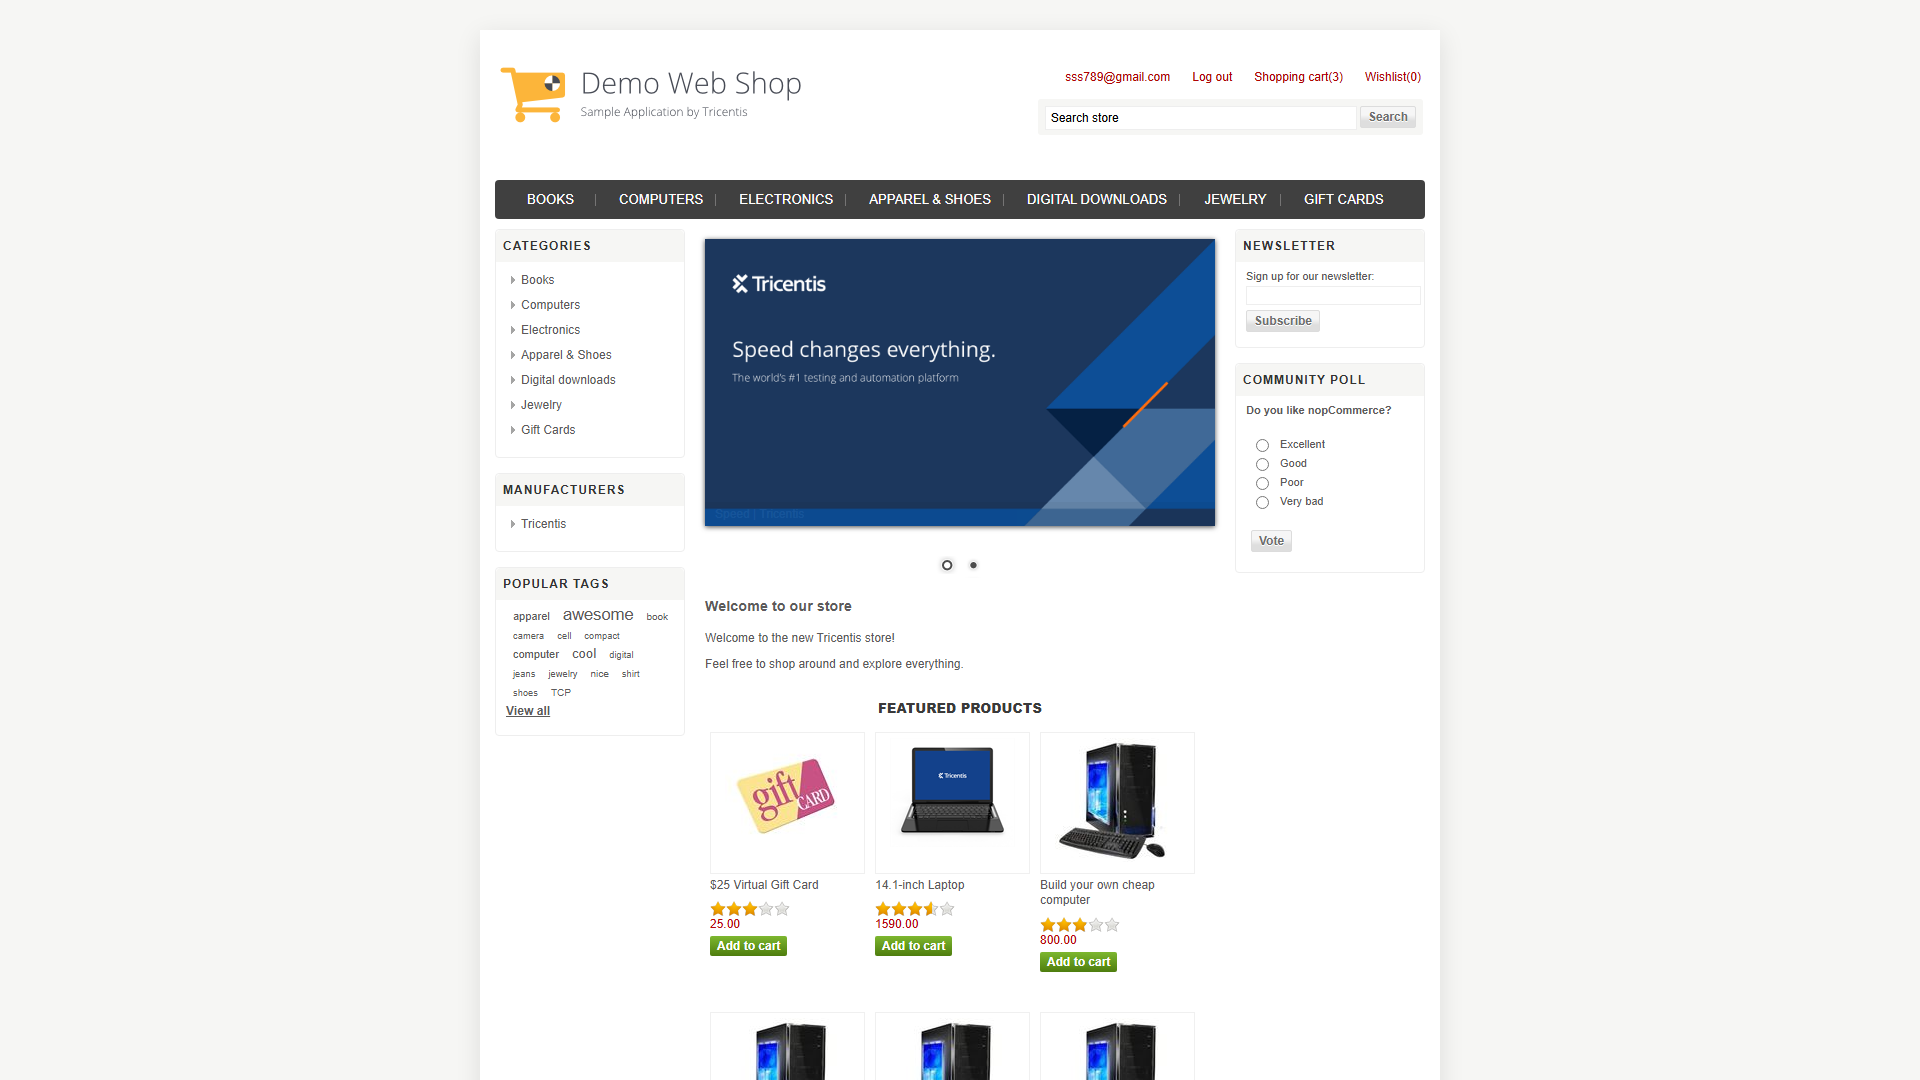 Demo Web Shop
Sample Application by Tricentis
sss789@gmail.com Log out Shopping cart(3) Wishlist(0)
Search store Search
BOOKS COMPUTERS ELECTRONICS APPAREL & SHOES DIGITAL DOWNLOADS JEWELRY GIFT CARDS
CATEGORIES
Books
Computers
Electronics
Apparel & Shoes
Digital downloads
Jewelry
Gift Cards
MANUFACTURERS
Tricentis
POPULAR TAGS
apparel awesome book
camera cell compact
computer cool digital
jeans jewelry nice shirt
shoes TCP
View all
Tricentis
Speed changes everything.
The world's #1 testing and automation platform
Speed | Tricentis
Welcome to our store
Welcome to the new Tricentis store!
Feel free to shop around and explore everything.
FEATURED PRODUCTS
gift CARD
Tricentis
$25 Virtual Gift Card
25.00
Add to cart
14.1-inch Laptop
1590.00
Add to cart
Build your own cheap
computer
800.00
Add to cart
NEWSLETTER
Sign up for our newsletter:
Subscribe
COMMUNITY POLL
Do you like nopCommerce?
Excellent
Good
Poor
Very bad
Vote